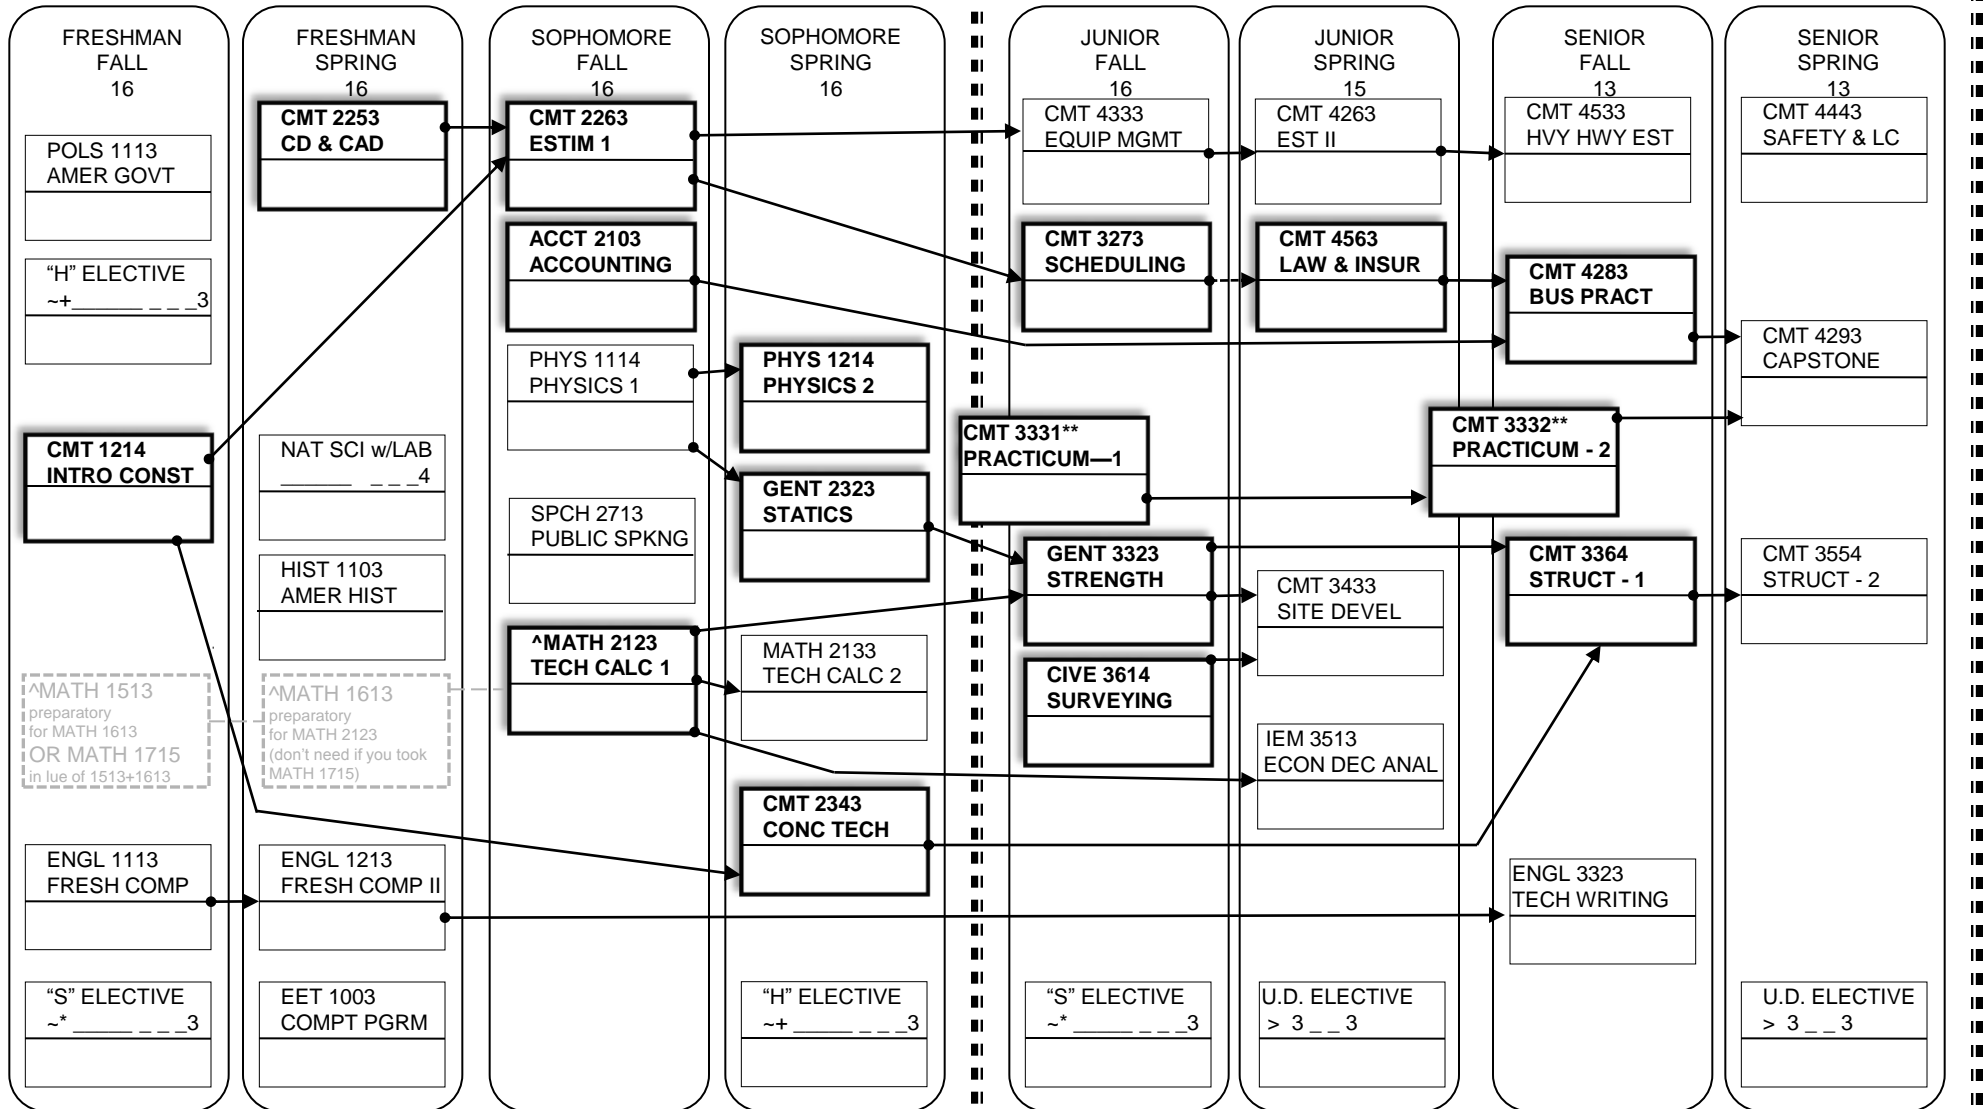 FRESHMAN
FALL
16
POLS 1113
AMER GOVT
“H” ELECTIVE
~+______ _ _ _3
CMT 1214
INTRO CONST
^MATH 1513
preparatory
for MATH 1613
OR MATH 1715
in lue of 1513+1613
ENGL 1113
FRESH COMP
“S” ELECTIVE
~* _____ _ _ _3
FRESHMAN
SPRING
16
CMT 2253
CD & CAD
NAT SCI w/LAB
______ _ _ _4
HIST 1103
AMER HIST
^MATH 1613
preparatory
for MATH 2123
(don't need if you took
MATH 1715)
ENGL 1213
FRESH COMP II
EET 1003
COMPT PGRM
SOPHOMORE
FALL
16
CMT 2263
ESTIM 1
ACCT 2103
ACCOUNTING
PHYS 1114
PHYSICS 1
SPCH 2713
PUBLIC SPKNG
^MATH 2123
TECH CALC 1
SOPHOMORE
SPRING
16
PHYS 1214
PHYSICS 2
GENT 2323
STATICS
MATH 2133
TECH CALC 2
CMT 2343
CONC TECH
“H” ELECTIVE
~+ _____ _ _ _3
JUNIOR
FALL
16
CMT 4333
EQUIP MGMT
CMT 3273
SCHEDULING
CMT 3331**
PRACTICUM—1
GENT 3323
STRENGTH
CIVE 3614
SURVEYING
“S” ELECTIVE
~* _____ _ _ _3
JUNIOR
SPRING
15
CMT 4263
EST II
CMT 4563
LAW & INSUR
CMT 3433
SITE DEVEL
IEM 3513
ECON DEC ANAL
U.D. ELECTIVE
> 3 _ _ 3
SENIOR
FALL
13
CMT 4533
HVY HWY EST
CMT 4283
BUS PRACT
CMT 3332**
PRACTICUM - 2
CMT 3364
STRUCT - 1
ENGL 3323
TECH WRITING
SENIOR
SPRING
13
CMT 4443
SAFETY & LC
CMT 4293
CAPSTONE
CMT 3554
STRUCT - 2
U.D. ELECTIVE
> 3 _ _ 3